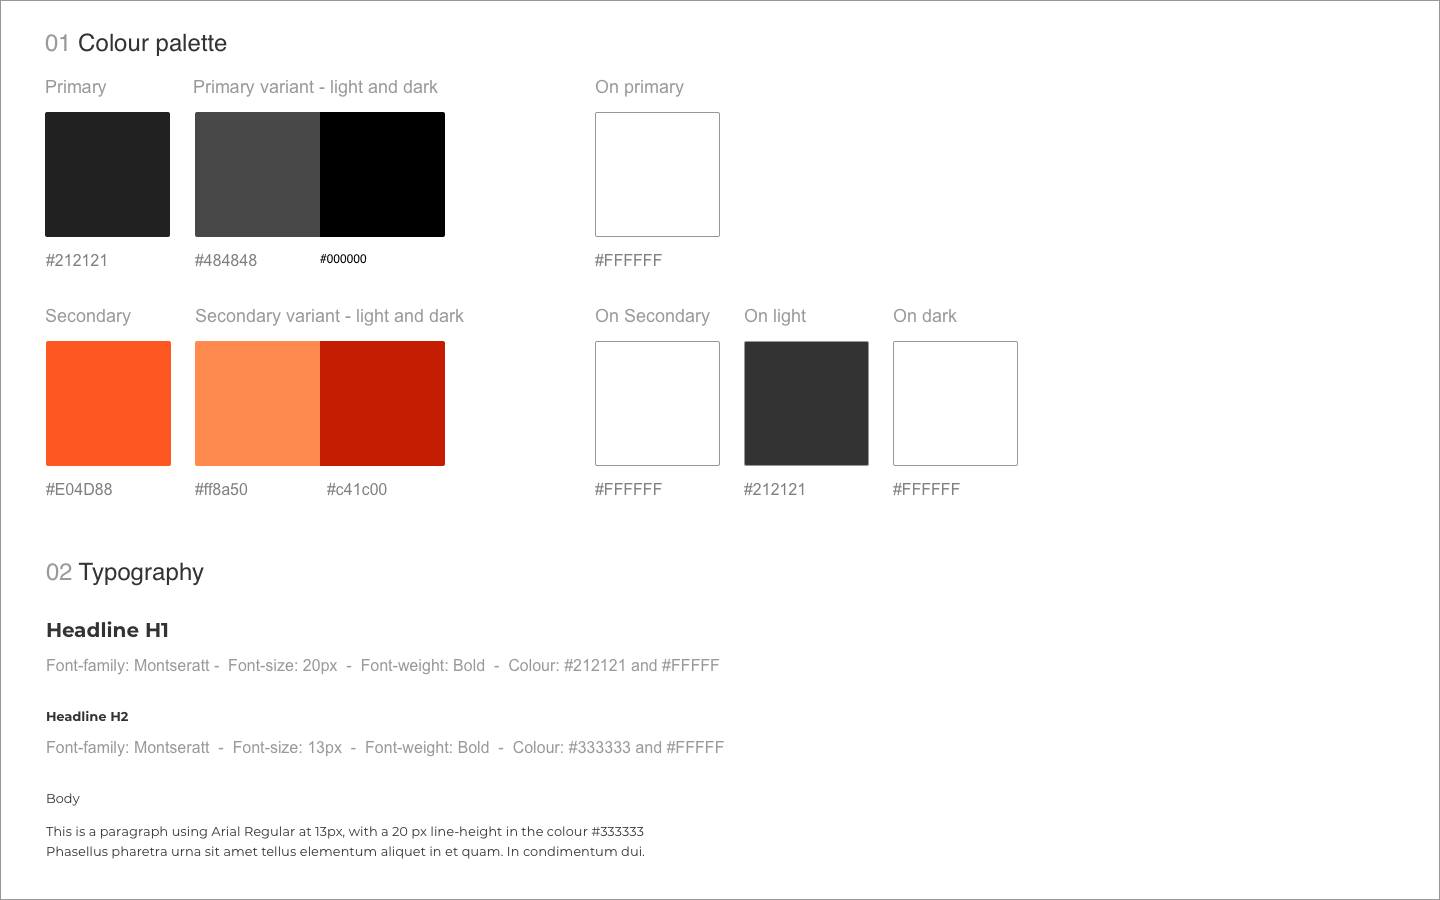 01 Colour palette
Primary
Primary variant - light and dark
On primary
#212121
#484848
#000000
#FFFFFF
Secondary
Secondary variant - light and dark
On Secondary
On light
On dark
#E04D88
#ff8a50
#c41c00
#FFFFFF
#212121
#FFFFFF
02 Typography
Headline H1
Font-family: Montseratt - Font-size: 20px - Font-weight: Bold - Colour: #212121 and #FFFFF
Headline H2
Font-family: Montseratt - Font-size: 13px - Font-weight: Bold - Colour: #333333 and #FFFFF
Body
This is a paragraph using Arial Regular at 13px, with a 20 px line-height in the colour #333333
Phasellus pharetra urna sit amet tellus elementum aliquet in et quam. In condimentum dui.